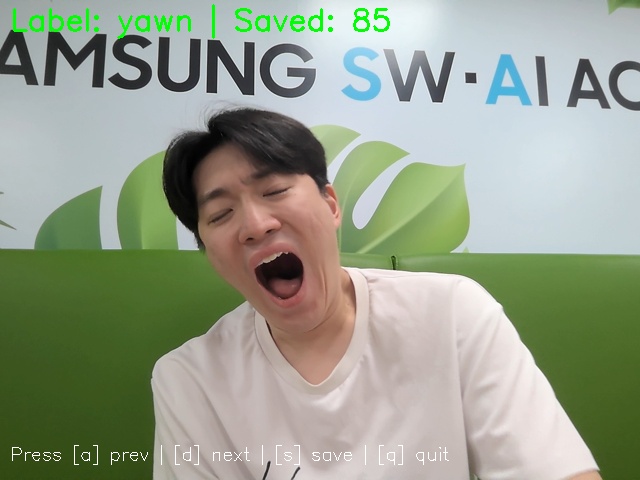 Label: yawn | Saved: 85
AMSUNG SW·AI AC
Press [a] prev | [d] next | [s] save | [q] quit